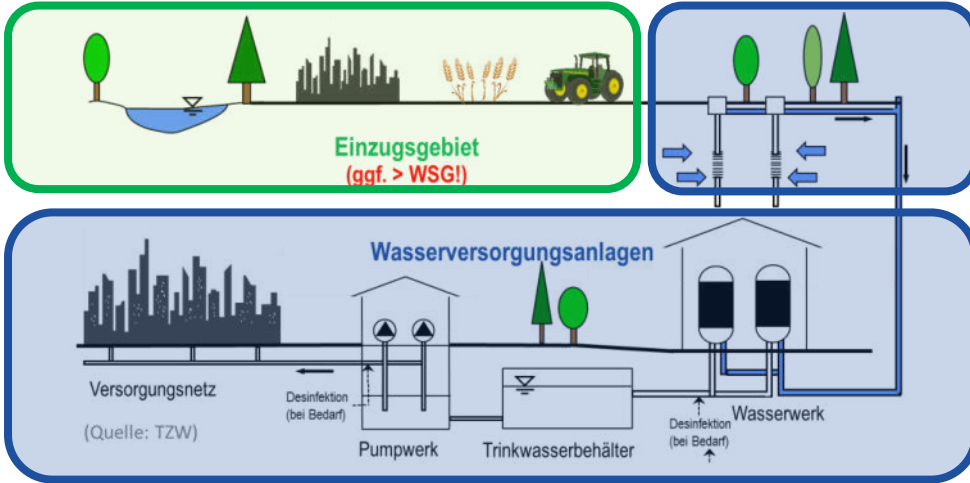 Einzugsgebiet
(ggf. > WSG!)
Wasserversorgungsanlagen
Versorgungsnetz
(Quelle: TZW)
Desinfektion
(bei Bedarf)
Pumpwerk
Trinkwasserbehälter
Desinfektion
(bei Bedarf)
Wasserwerk